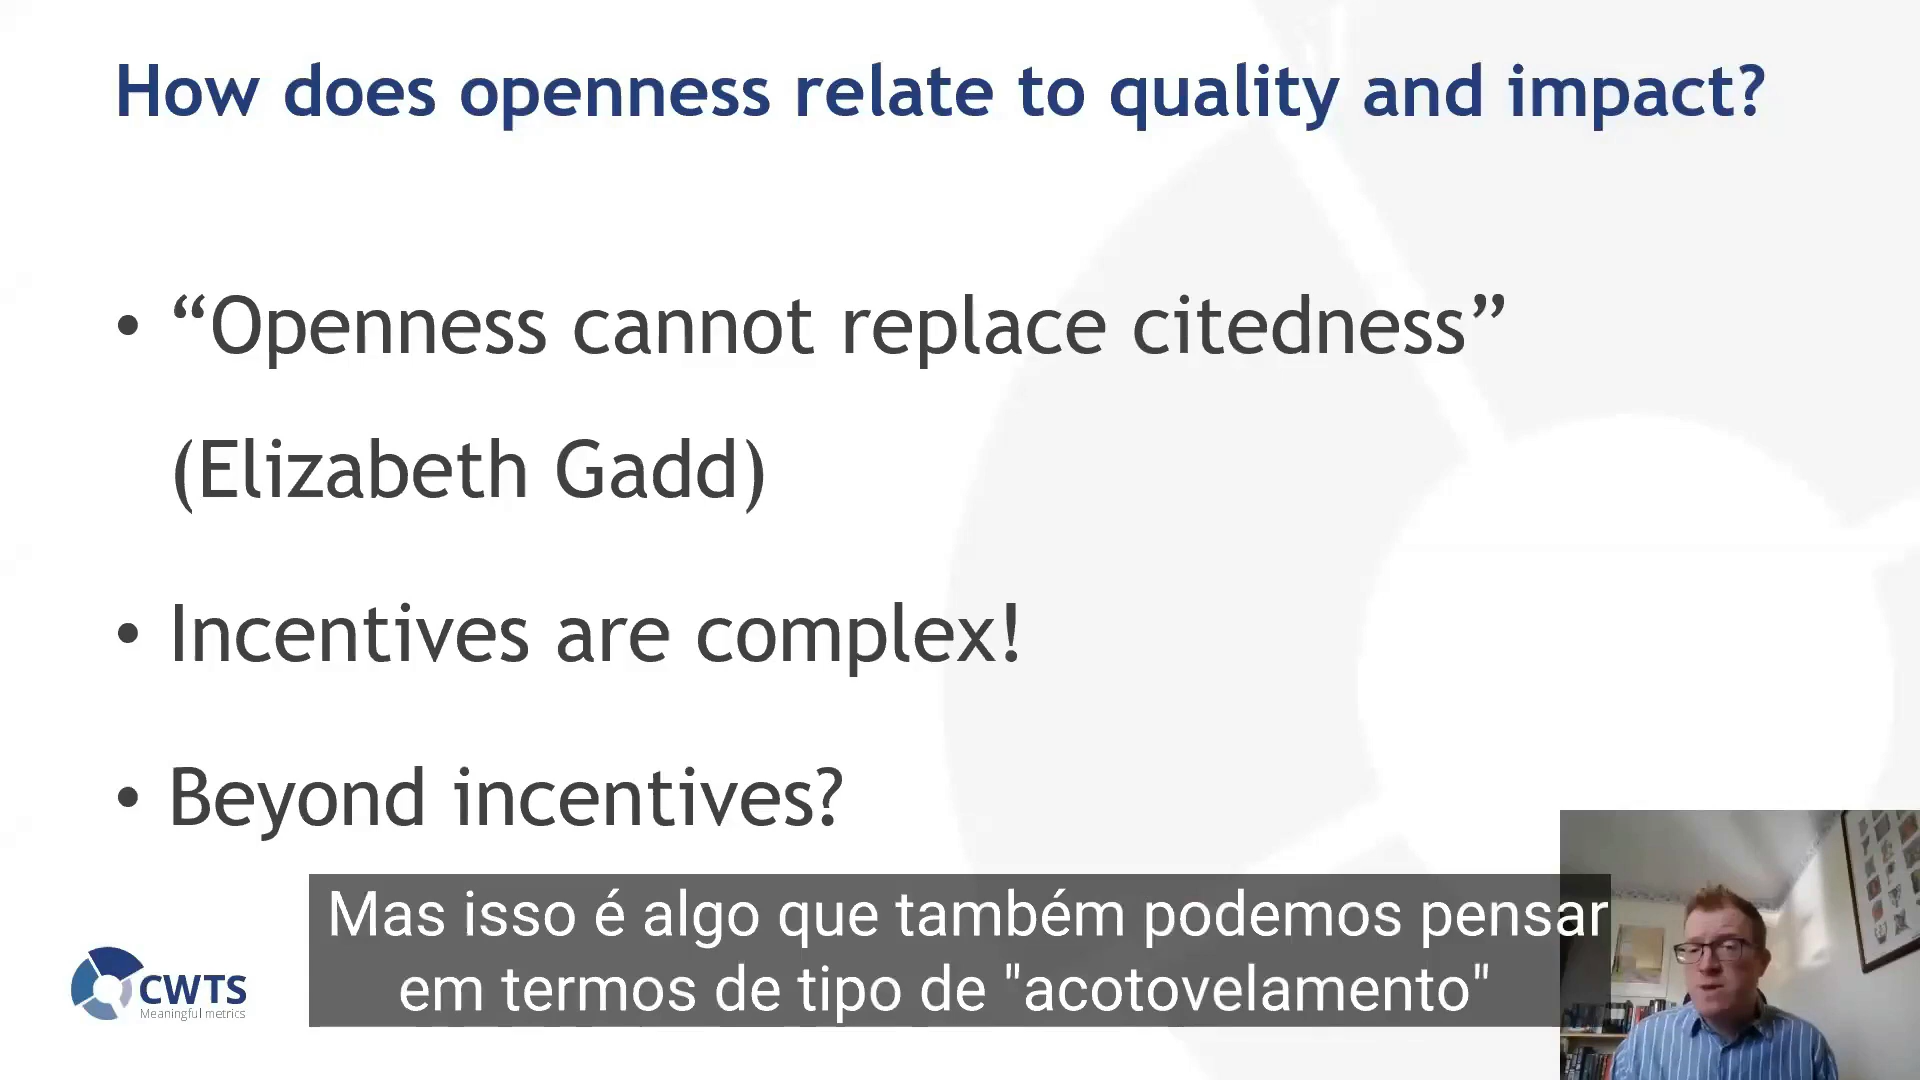 How does openness relate to quality and impact?
• “Openness cannot replace citedness”
(Elizabeth Gadd)
• Incentives are complex!
• Beyond incentives?
Mas isso é algo que também podemos pensar
em termos de tipo de "acotovelamento"
CWTS
Meaningful metrics